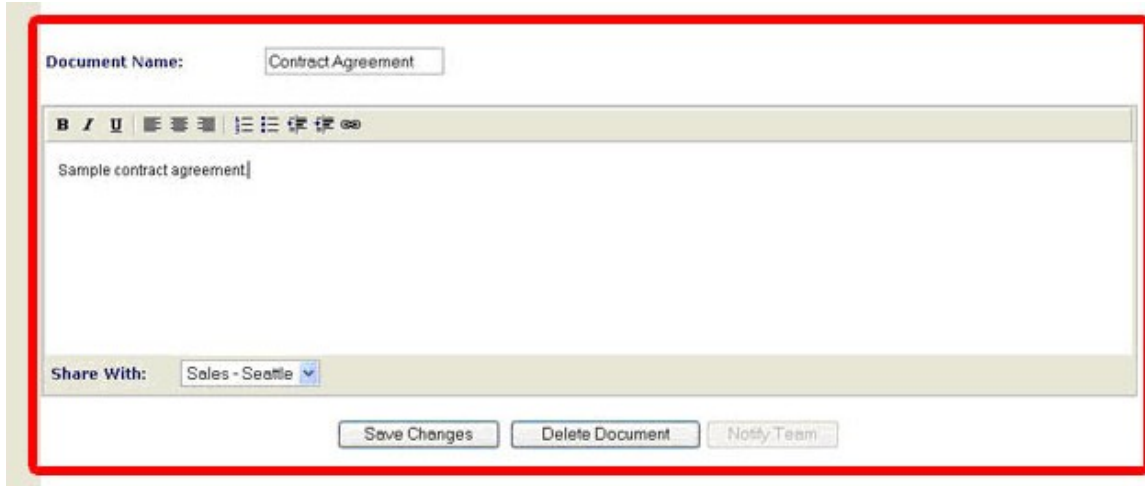 Document Name: Contract Agreement
B I U
Sample contract agreement.
Share With: Sales - Seattle
Save Changes Delete Document Notify Team